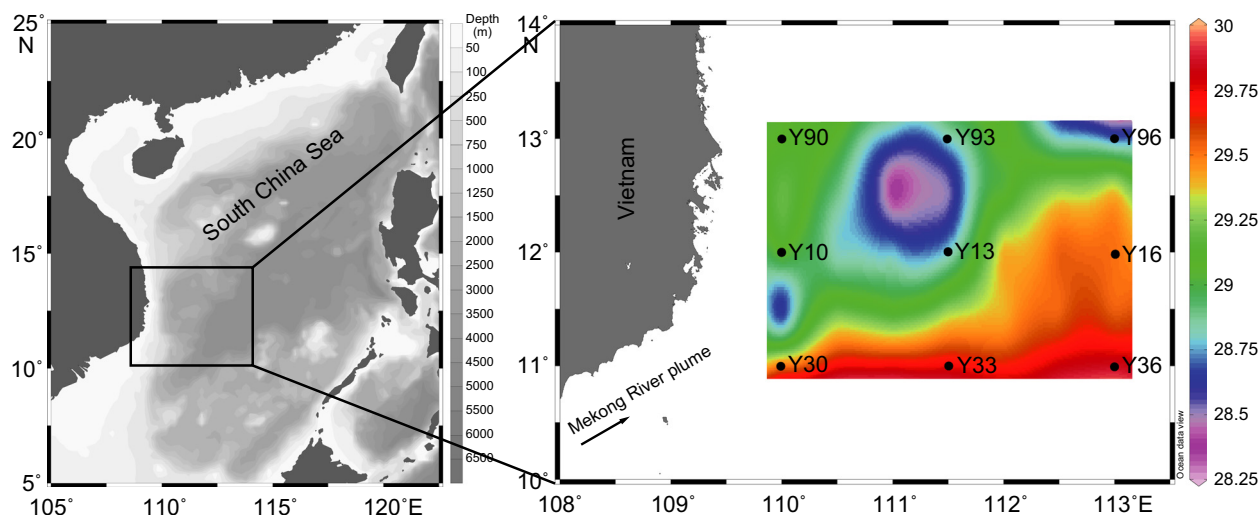 25˚
N
20˚
15˚
10˚
5˚
105
110˚
115˚
120˚E
South China Sea
Depth
(m)
50
100
250
500
750
1000
1250
1500
2000
2500
3000
3500
4000
4500
5000
5500
6000
6500
14˚
N
13˚
12˚
11˚
10˚
108
109˚
110˚
111˚
112˚
113˚E
Vietnam
Mekong River plume
Y90
Y93
Y96
Y10
Y13
Y16
Y30
Y33
Y36
Ocean data view
30
29.75
29.5
29.25
29
28.75
28.5
28.25